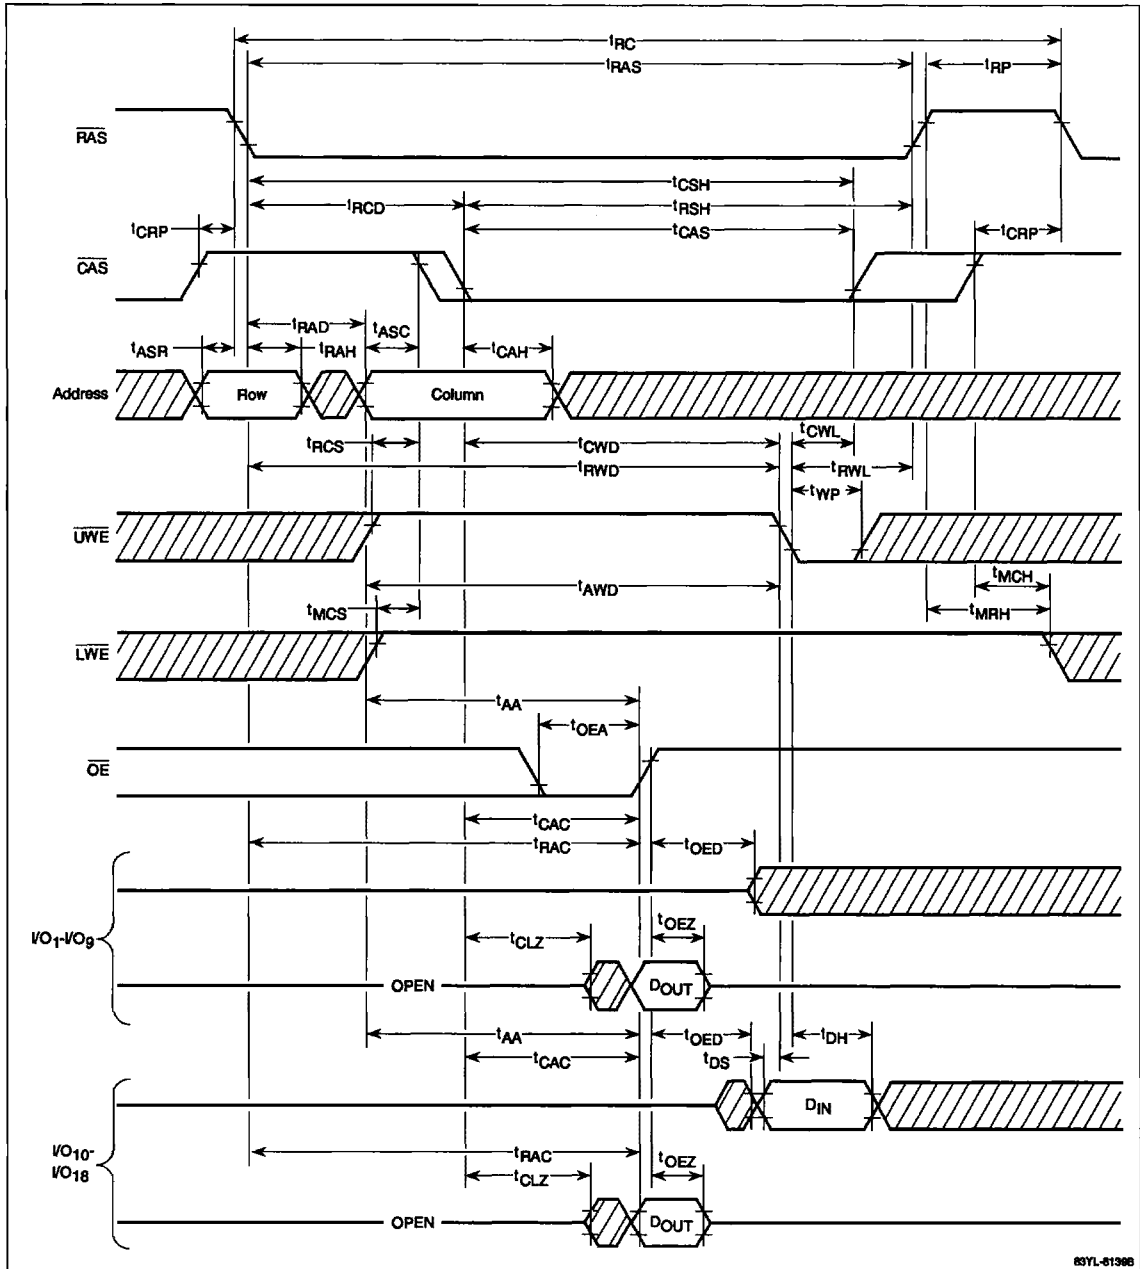 tRC
tRAS
tRP
RAS
tCSH
tRCD
tRSH
tCRP
tCAS
tCRP
CAS
tRAD
tASC
tASR
tRAH
tCAH
Address
Row
Column
tRCS
tCWD
tCWL
tRWD
tRWL
tWP
UWE
tAWD
tMCH
tMCS
tMRH
LWE
tAA
tOEA
OE
tCAC
tRAC
tOED
I/O1-I/O9
tCLZ
tOEZ
OPEN
DOUT
tAA
tOED
tDH
tCAC
tDS
DIN
I/O10-
I/O18
tRAC
tOEZ
tCLZ
OPEN
DOUT
83YL-8139B